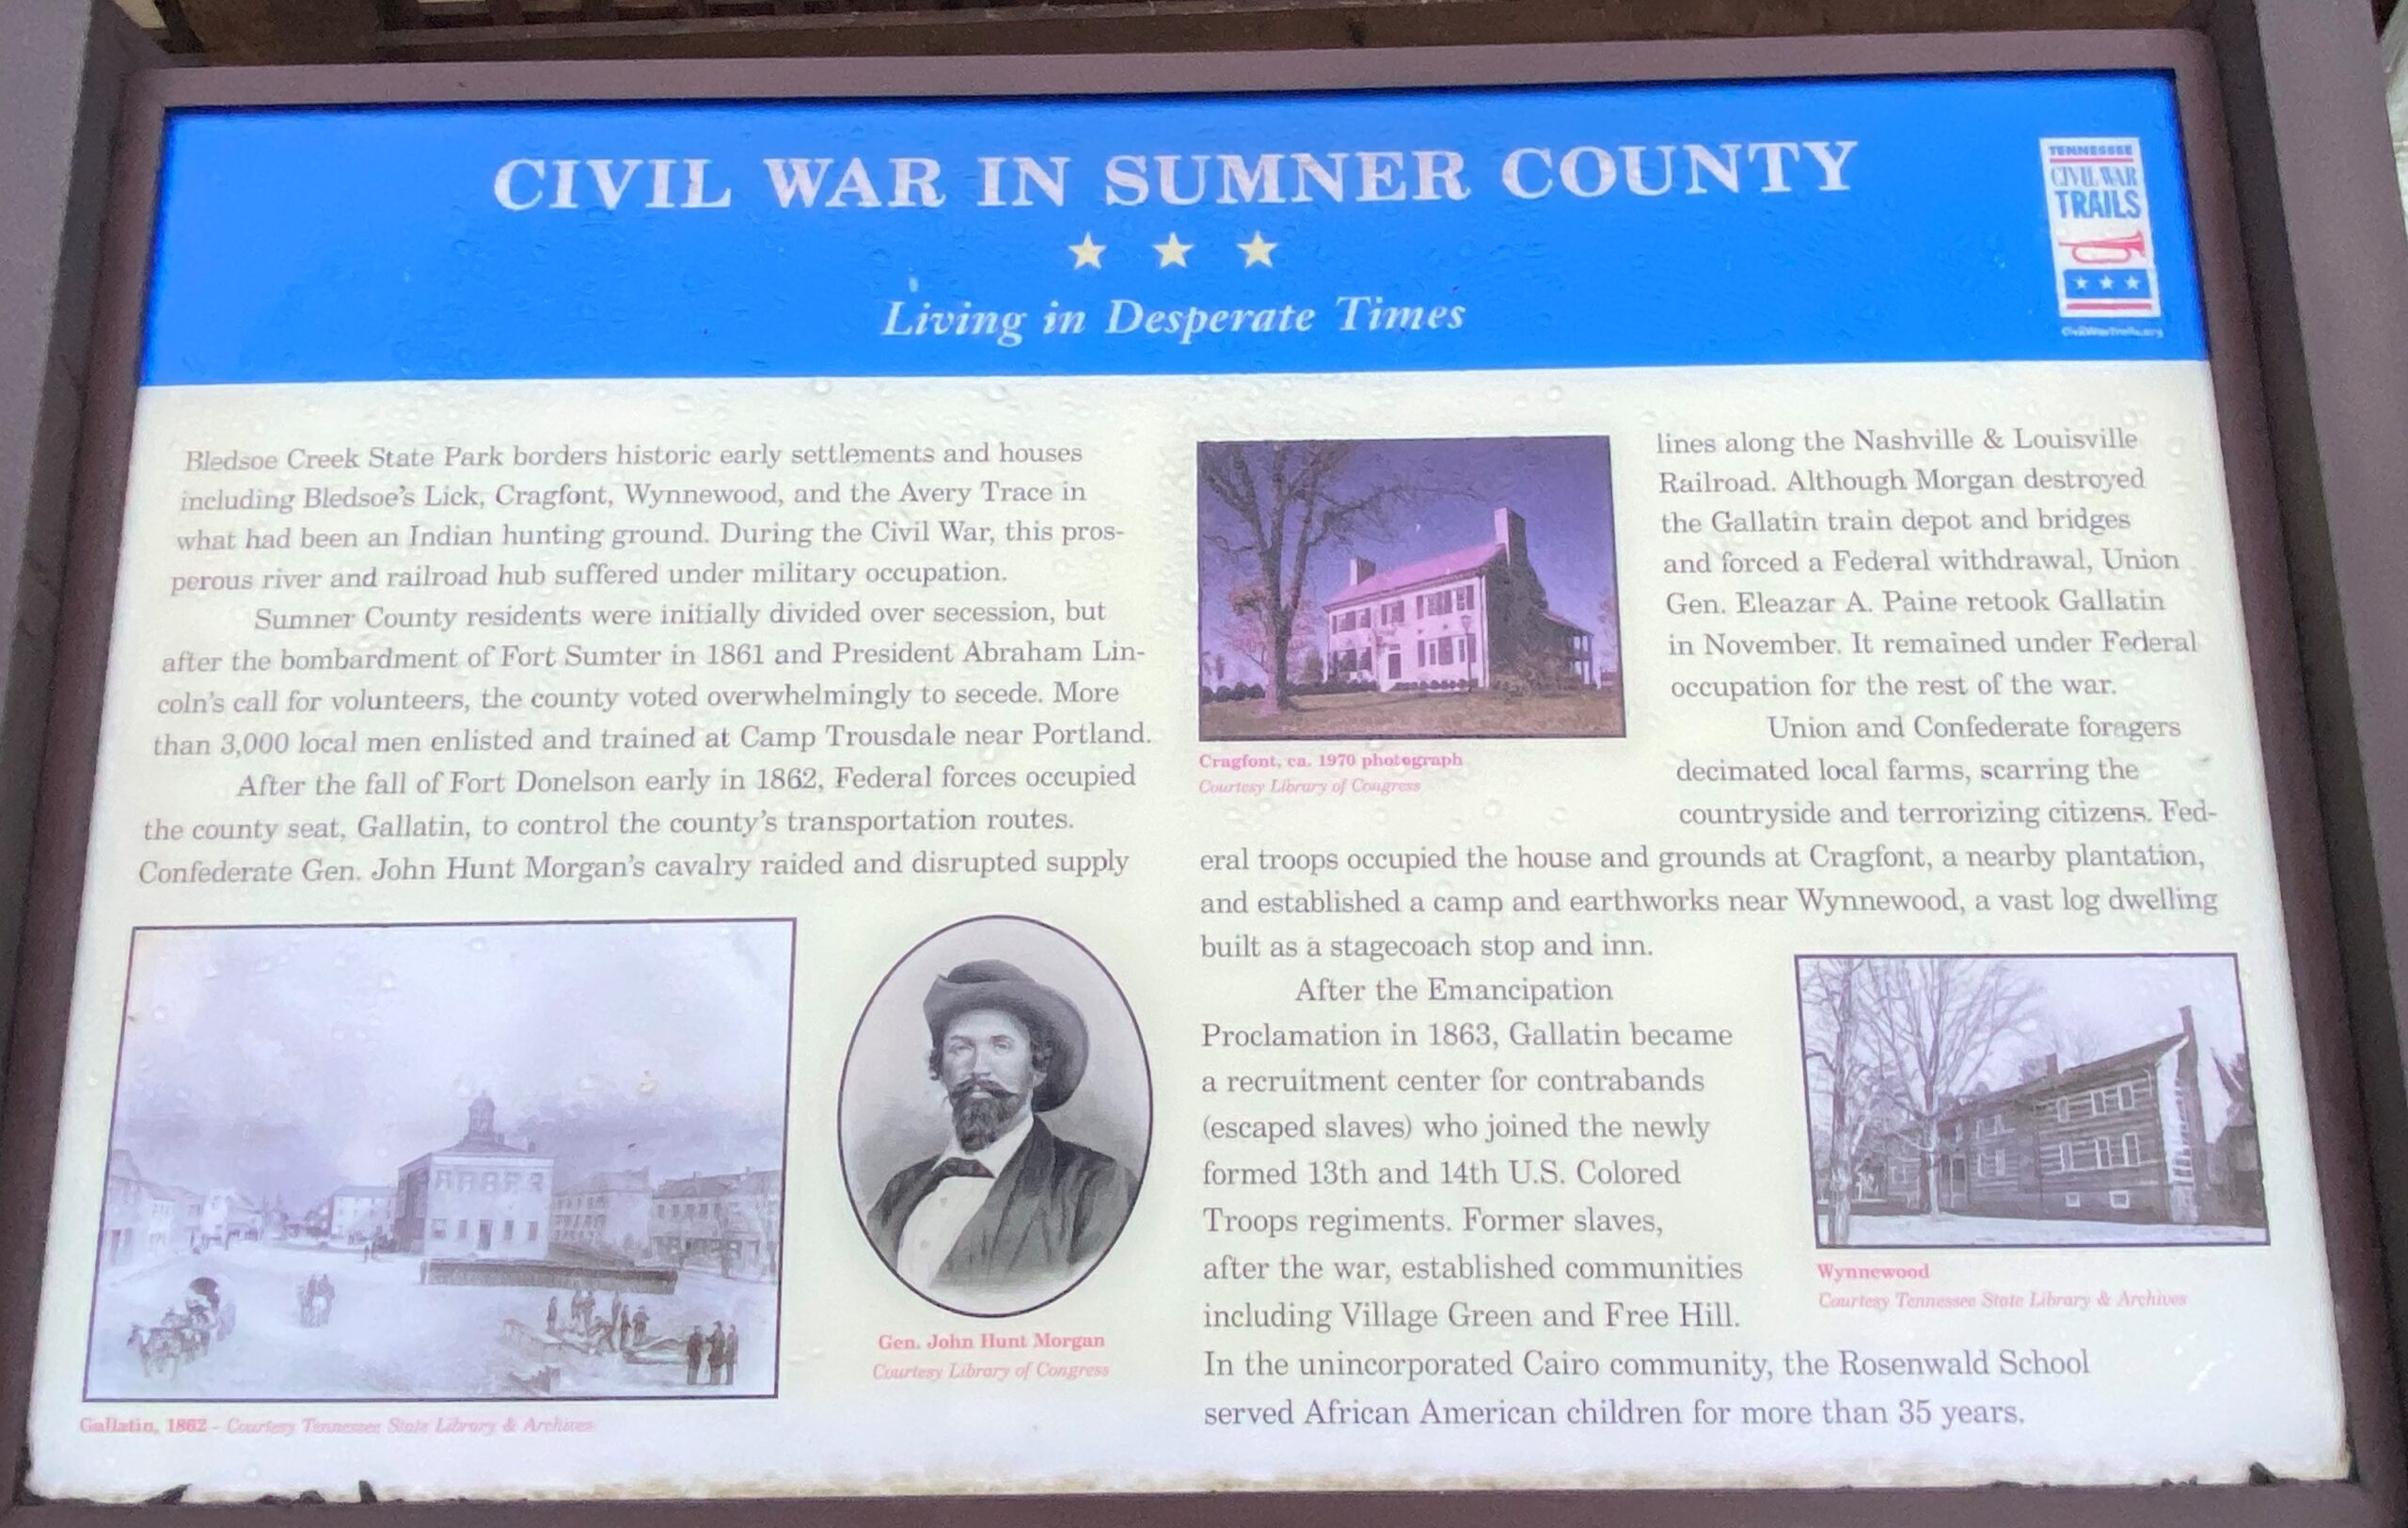 CIVIL WAR IN SUMNER COUNTY
Living in Desperate Times
TENNESSEE
CIVIL WAR
TRAILS
CivilWarTrails.org
Bledsoe Creek State Park borders historic early settlements and houses
including Bledsoe's Lick, Cragfont, Wynnewood, and the Avery Trace in
what had been an Indian hunting ground. During the Civil War, this pros-
perous river and railroad hub suffered under military occupation.
Sumner County residents were initially divided over secession, but
after the bombardment of Fort Sumter in 1861 and President Abraham Lin-
coln's call for volunteers, the county voted overwhelmingly to secede. More
than 3,000 local men enlisted and trained at Camp Trousdale near Portland.
After the fall of Fort Donelson early in 1862, Federal forces occupied
the county seat, Gallatin, to control the county's transportation routes.
Confederate Gen. John Hunt Morgan's cavalry raided and disrupted supply
Gallatin, 1862 - Courtesy Tennessee State Library & Archives
Gen. John Hunt Morgan
Courtesy Library of Congress
Cragfont, ca. 1970 photograph
Courtesy Library of Congress
lines along the Nashville & Louisville
Railroad. Although Morgan destroyed
the Gallatin train depot and bridges
and forced a Federal withdrawal, Union
Gen. Eleazar A. Paine retook Gallatin
in November. It remained under Federal
occupation for the rest of the war.
Union and Confederate foragers
decimated local farms, scarring the
countryside and terrorizing citizens. Fed-
eral troops occupied the house and grounds at Cragfont, a nearby plantation,
and established a camp and earthworks near Wynnewood, a vast log dwelling
built as a stagecoach stop and inn.
After the Emancipation
Proclamation in 1863, Gallatin became
a recruitment center for contrabands
(escaped slaves) who joined the newly
formed 13th and 14th U.S. Colored
Troops regiments. Former slaves,
after the war, established communities
including Village Green and Free Hill.
In the unincorporated Cairo community, the Rosenwald School
served African American children for more than 35 years.
Wynnewood
Courtesy Tennessee State Library & Archives